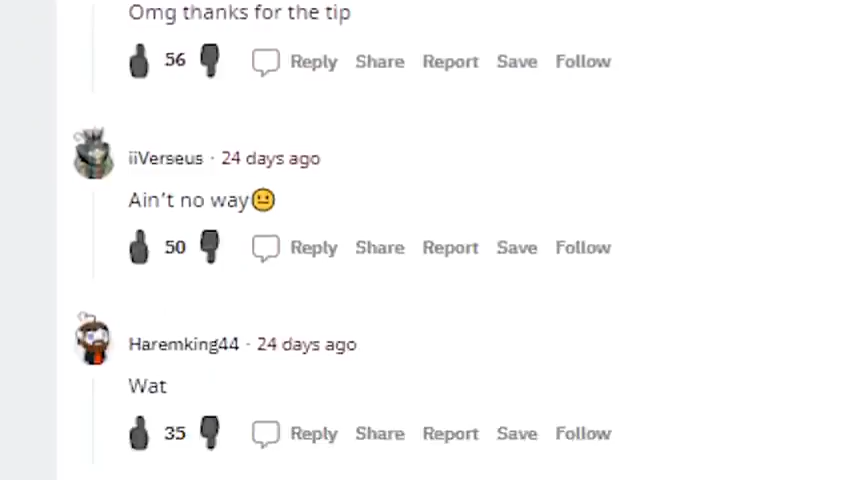 Omg thanks for the tip
56 Reply Share Report Save Follow
iiVerseus · 24 days ago
Ain't no way😐
50 Reply Share Report Save Follow
Haremking44 · 24 days ago
Wat
35 Reply Share Report Save Follow